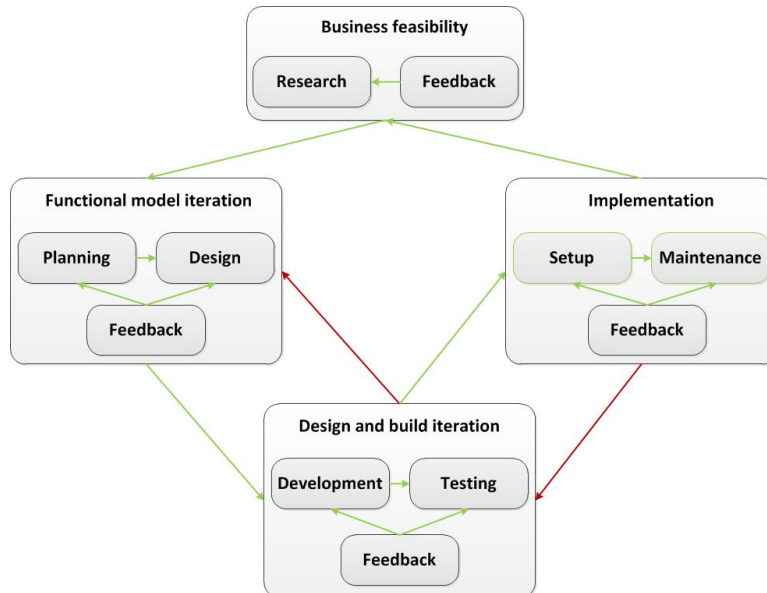 Business feasibility
Research
Feedback
Functional model iteration
Planning
Design
Feedback
Implementation
Setup
Maintenance
Feedback
Design and build iteration
Development
Testing
Feedback